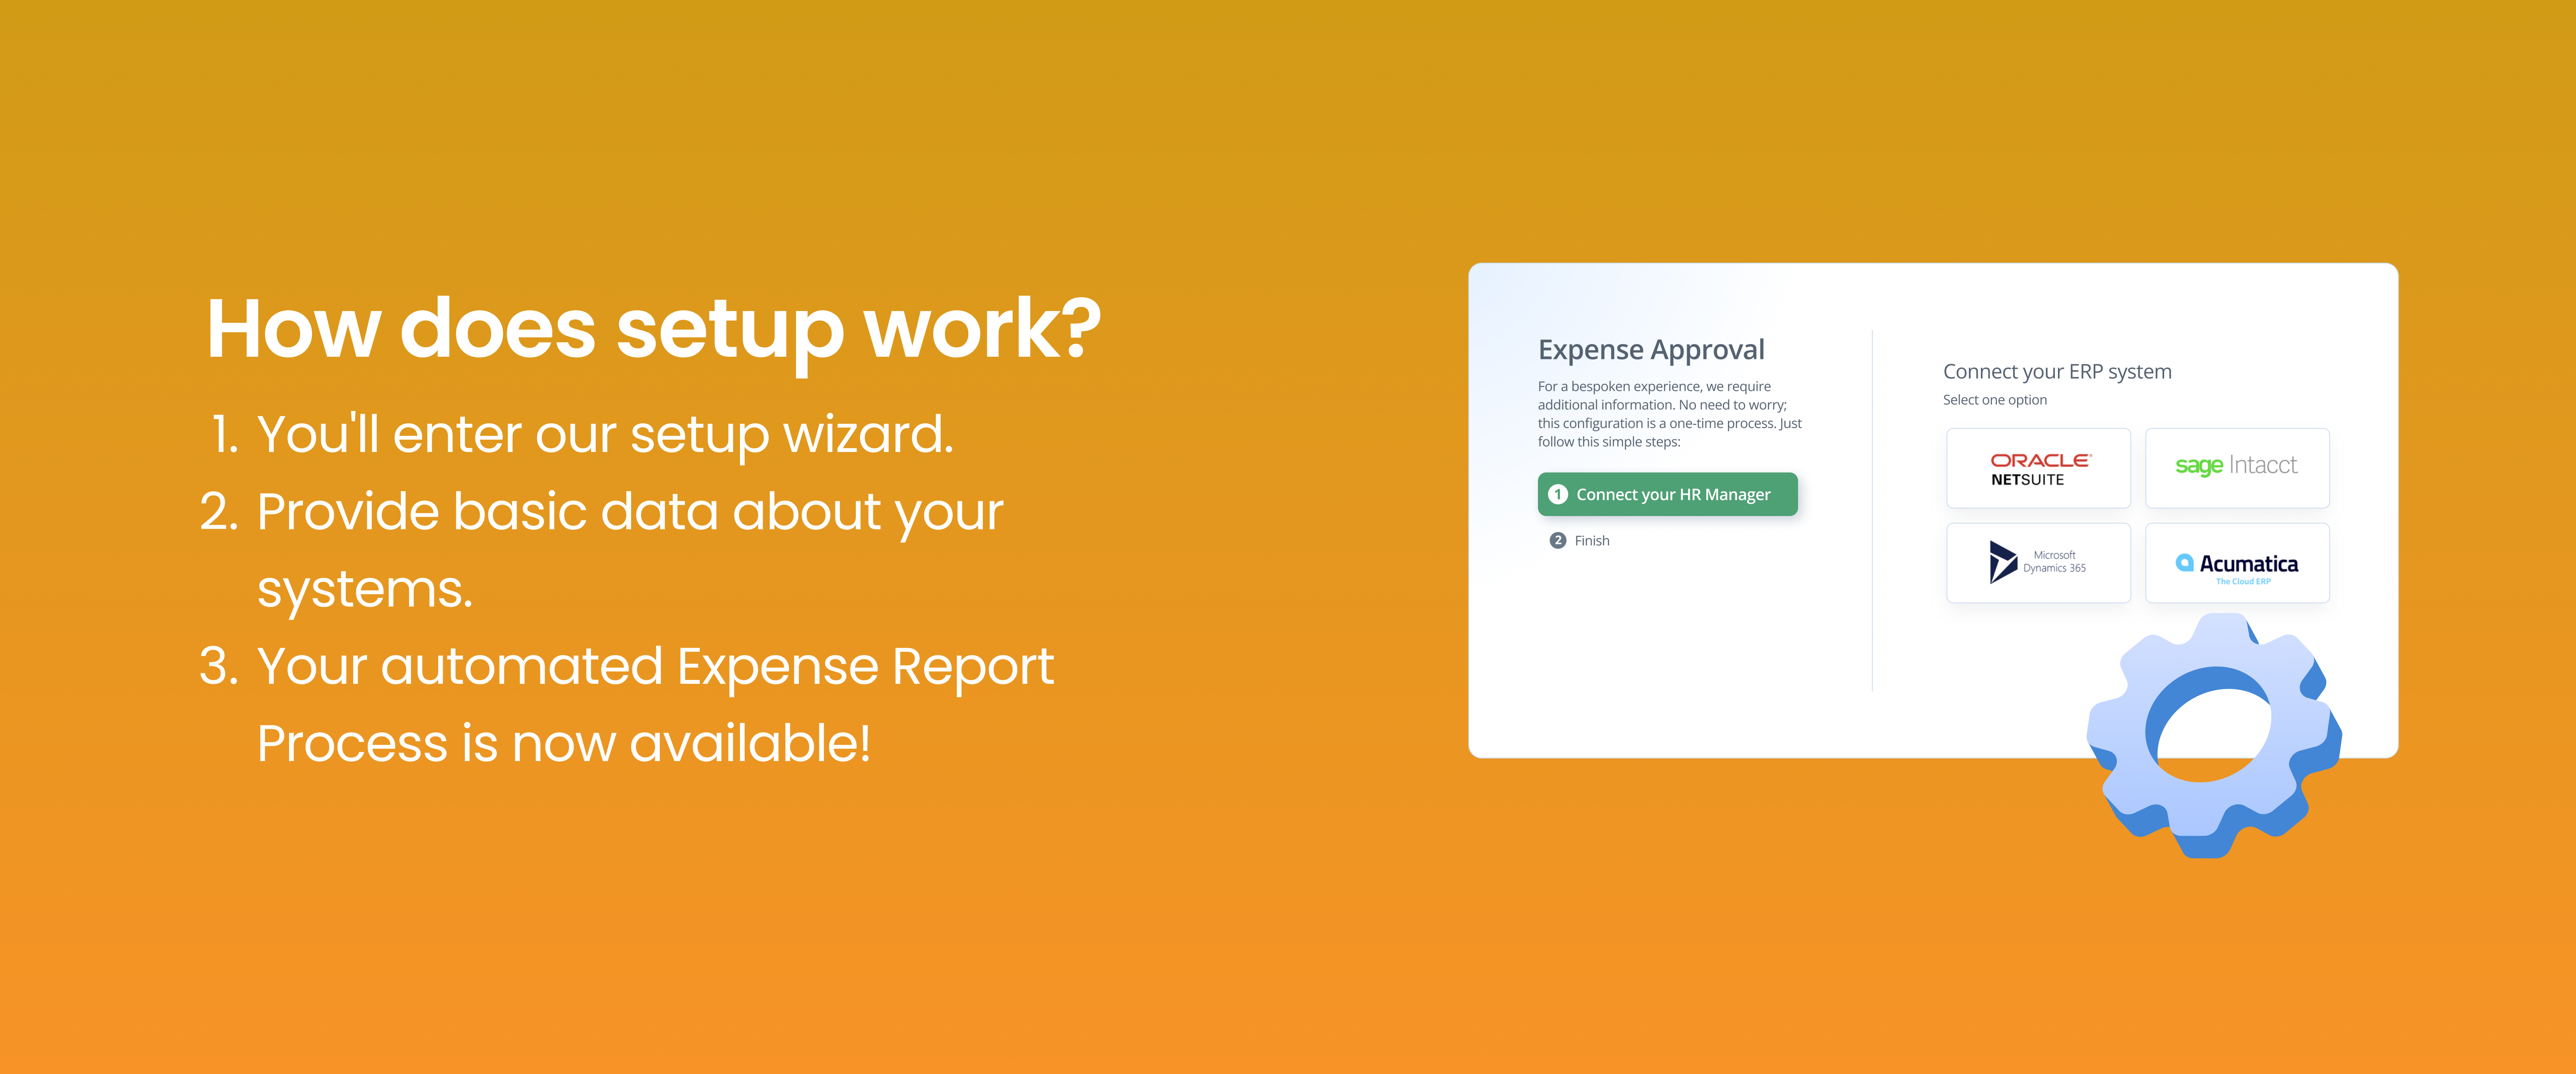 How does setup work?
1. You'll enter our setup wizard.
2. Provide basic data about your
systems.
3. Your automated Expense Report
Process is now available!
Expense Approval
For a bespoken experience, we require
additional information. No need to worry;
this configuration is a one-time process. Just
follow this simple steps:
1 Connect your HR Manager
2 Finish
Connect your ERP system
Select one option
ORACLE®
NETSUITE
sage Intacct
Microsoft
Dynamics 365
Acumatica
The Cloud ERP